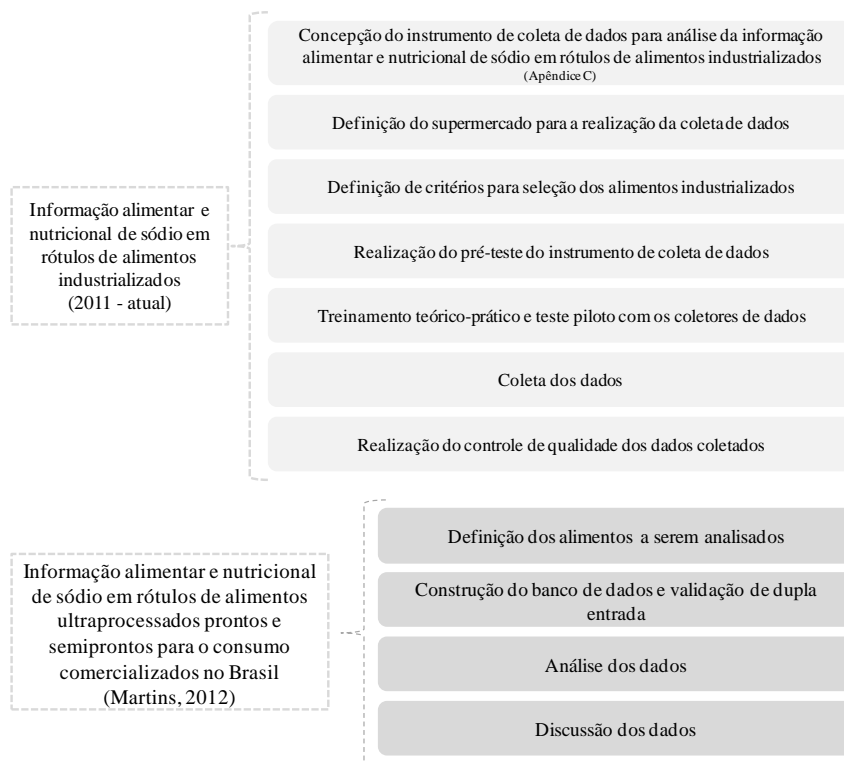 Concepção do instrumento de coleta de dados para análise da informação
alimentar e nutricional de sódio em rótulos de alimentos industrializados
(Apêndice C)
Definição do supermercado para a realização da coleta de dados
Definição de critérios para seleção dos alimentos industrializados
Informação alimentar e
nutricional de sódio em
rótulos de alimentos
industrializados
(2011 - atual)
Realização do pré-teste do instrumento de coleta de dados
Treinamento teórico-prático e teste piloto com os coletores de dados
Coleta dos dados
Realização do controle de qualidade dos dados coletados
Informação alimentar e nutricional
de sódio em rótulos de alimentos
ultraprocessados prontos e
semiprontos para o consumo
comercializados no Brasil
(Martins, 2012)
Definição dos alimentos a serem analisados
Construção do banco de dados e validação de dupla
entrada
Análise dos dados
Discussão dos dados